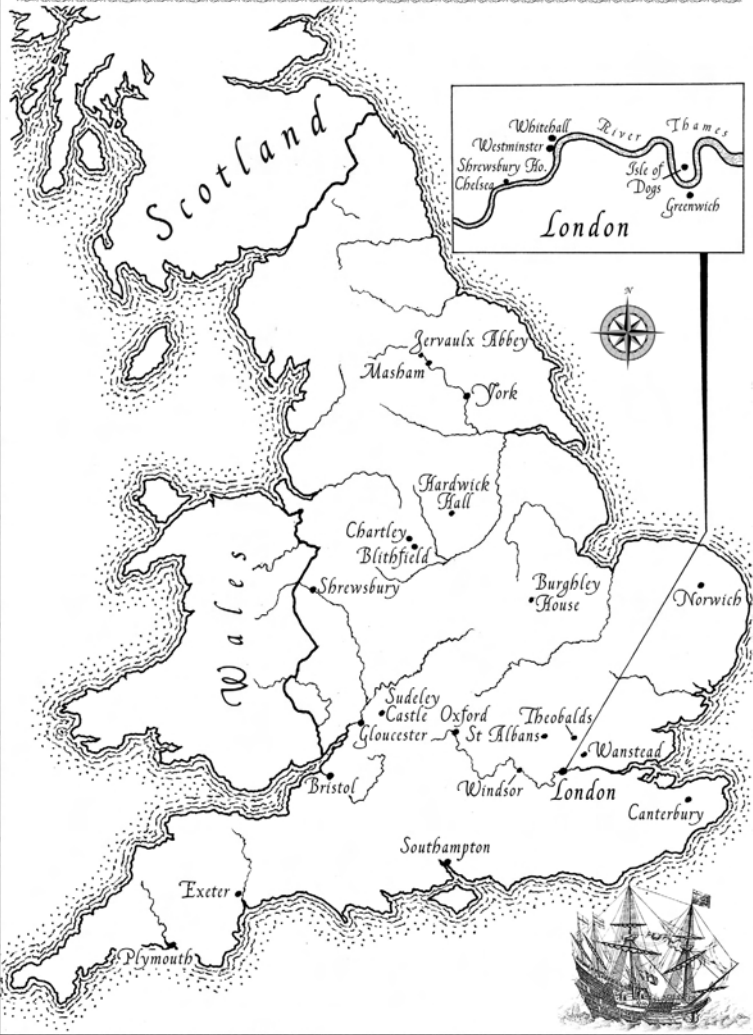 Scotland
Whitehall
River Thames
Westminster
Shrewsbury Ho.
Chelsea
Isle of
Dogs
Greenwich
London
N
Jervaulx Abbey
Masham
York
Hardwick
Hall
Chartley
Blithfield
Wales
Shrewsbury
Burghley
House
Norwich
Sudeley
Castle
Gloucester
Oxford
St Albans
Theobalds
Wanstead
Bristol
Windsor
London
Canterbury
Southampton
Exeter
Plymouth